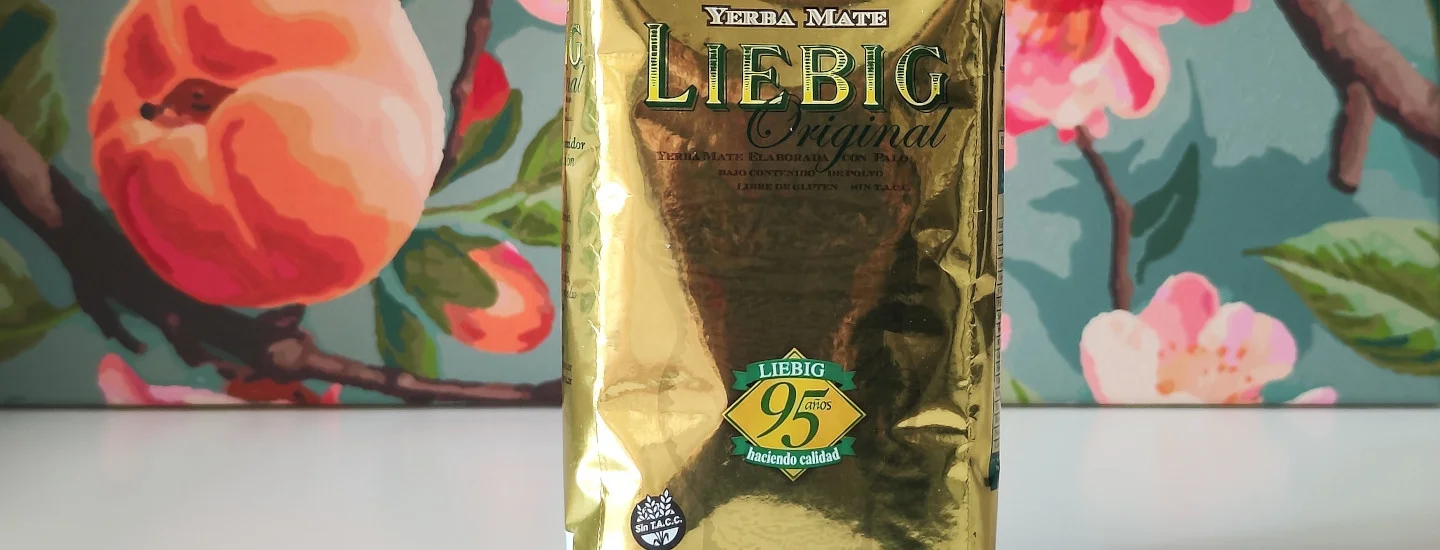 YERBA MATE
LIEBIG
Original
YERBA MATE ELABORADA CON PALO
BAJO CONTENIDO DE POLVO
LIBRE DE GLUTEN SIN T.A.C.C.
LIEBIG
95 años
haciendo calidad
Sin T.A.C.C.